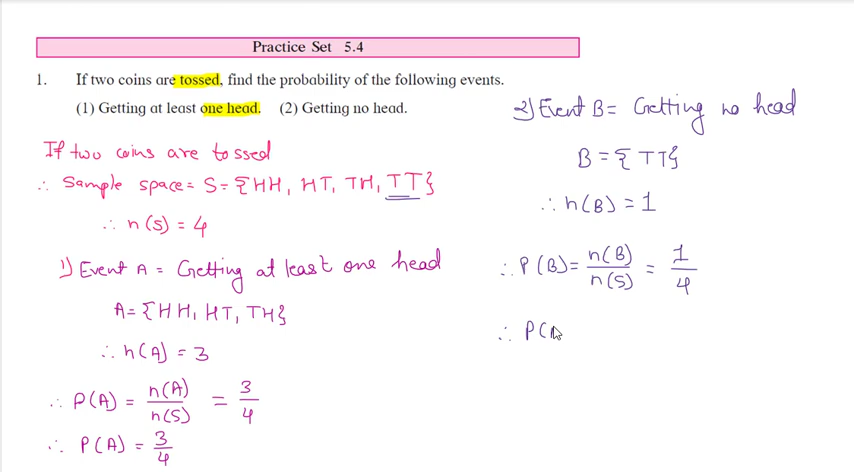 Practice Set 5.4
1. If two coins are tossed, find the probability of the following events.
(1) Getting at least one head. (2) Getting no head.
If two coins are tossed
∴ Sample space = S = {HH, HT, TH, TT}
∴ n(S) = 4
1) Event A = Getting at least one head
A = {HH, HT, TH}
∴ n(A) = 3
∴ P(A) = n(A)/n(S) = 3/4
∴ P(A) = 3/4
2) Event B = Getting no head
B = {TT}
∴ n(B) = 1
∴ P(B) = n(B)/n(S) = 1/4
∴ P(